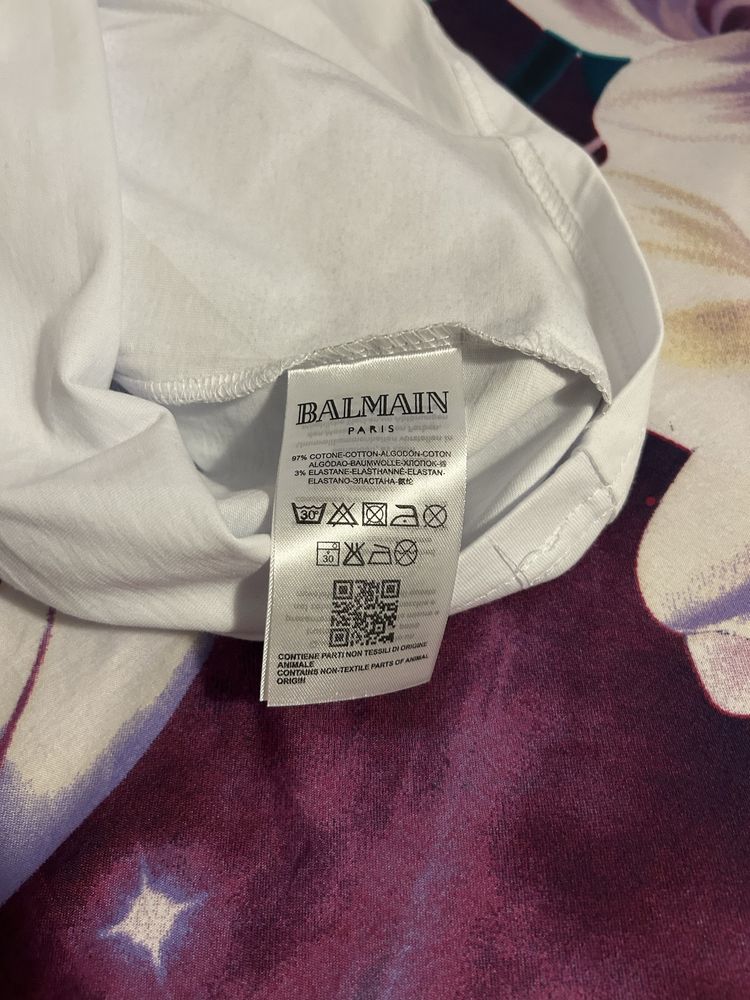 BALMAIN
PARIS
97% COTONE-COTTON-ALGODÓN-COTON
ALGODAO-BAUMWOLLE-ХЛОПОК-棉
3% ELASTANE-ELASTHANNE-ELASTAN-
ELASTANO-ЭЛАСТАНА-氨纶
30°
30
CONTIENE PARTI NON TESSILI DI ORIGINE
ANIMALE
CONTAINS NON-TEXTILE PARTS OF ANIMAL
ORIGIN